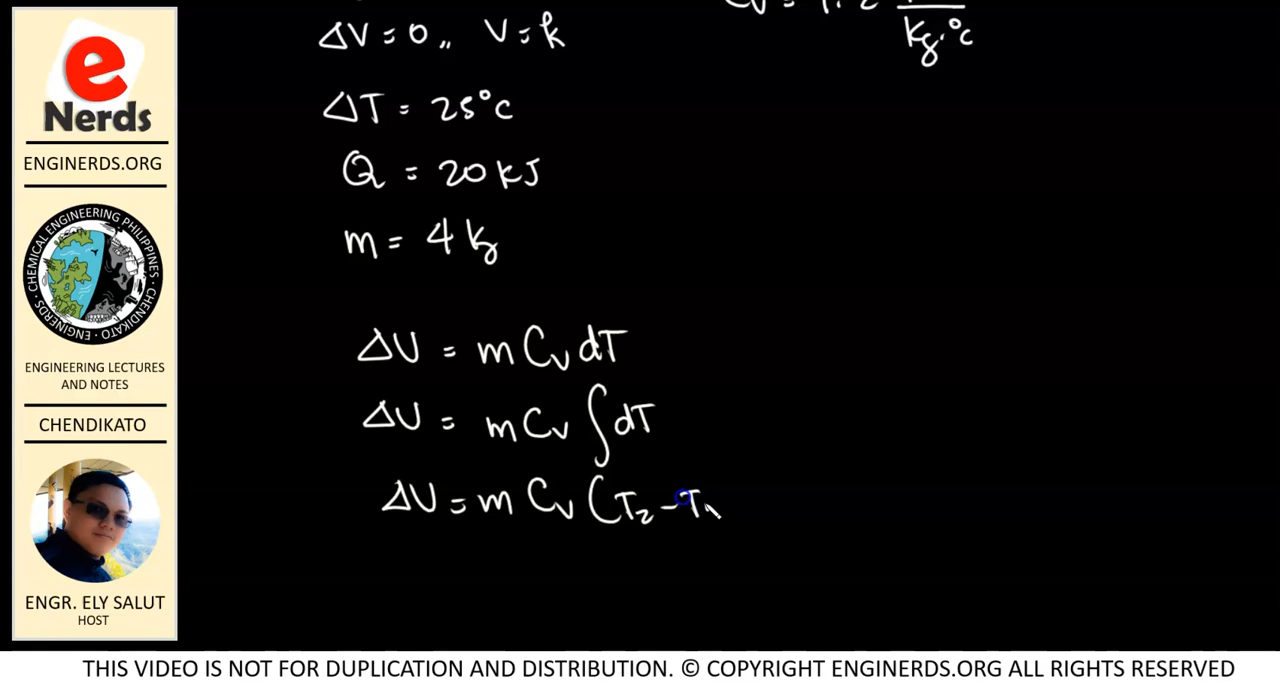 e
Nerds
ENGINERDS.ORG
CHEMICAL ENGINEERING PHILIPPINES · CHENDIKATO · ENGINERDS ·
ENGINEERING LECTURES
AND NOTES
CHENDIKATO
ENGR. ELY SALUT
HOST
kg·°C
ΔV = 0 ,, V = k
ΔT = 25°C
Q = 20 kJ
m = 4 kg
ΔU = m Cv dT
ΔU = m Cv ∫dT
ΔU = m Cv (T2 - T1
THIS VIDEO IS NOT FOR DUPLICATION AND DISTRIBUTION. © COPYRIGHT ENGINERDS.ORG ALL RIGHTS RESERVED